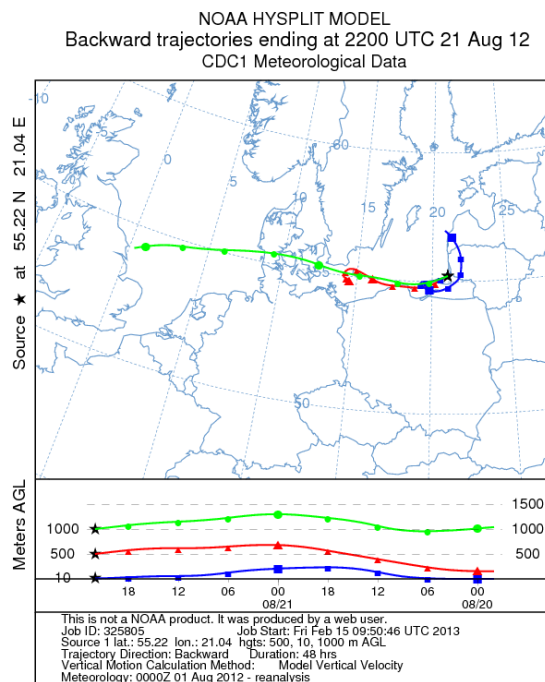 NOAA HYSPLIT MODEL
Backward trajectories ending at 2200 UTC 21 Aug 12
CDC1 Meteorological Data
Source ★ at 55.22 N 21.04 E
-10
-5
0
5
10
15
20
25
60
55
50
Meters AGL
1500
1000
1000
500
500
10
18
12
06
00
18
12
06
00
08/21
08/20
This is not a NOAA product. It was produced by a web user.
Job ID: 325805 Job Start: Fri Feb 15 09:50:46 UTC 2013
Source 1 lat.: 55.22 lon.: 21.04 hgts: 500, 10, 1000 m AGL
Trajectory Direction: Backward Duration: 48 hrs
Vertical Motion Calculation Method: Model Vertical Velocity
Meteorology: 0000Z 01 Aug 2012 - reanalysis